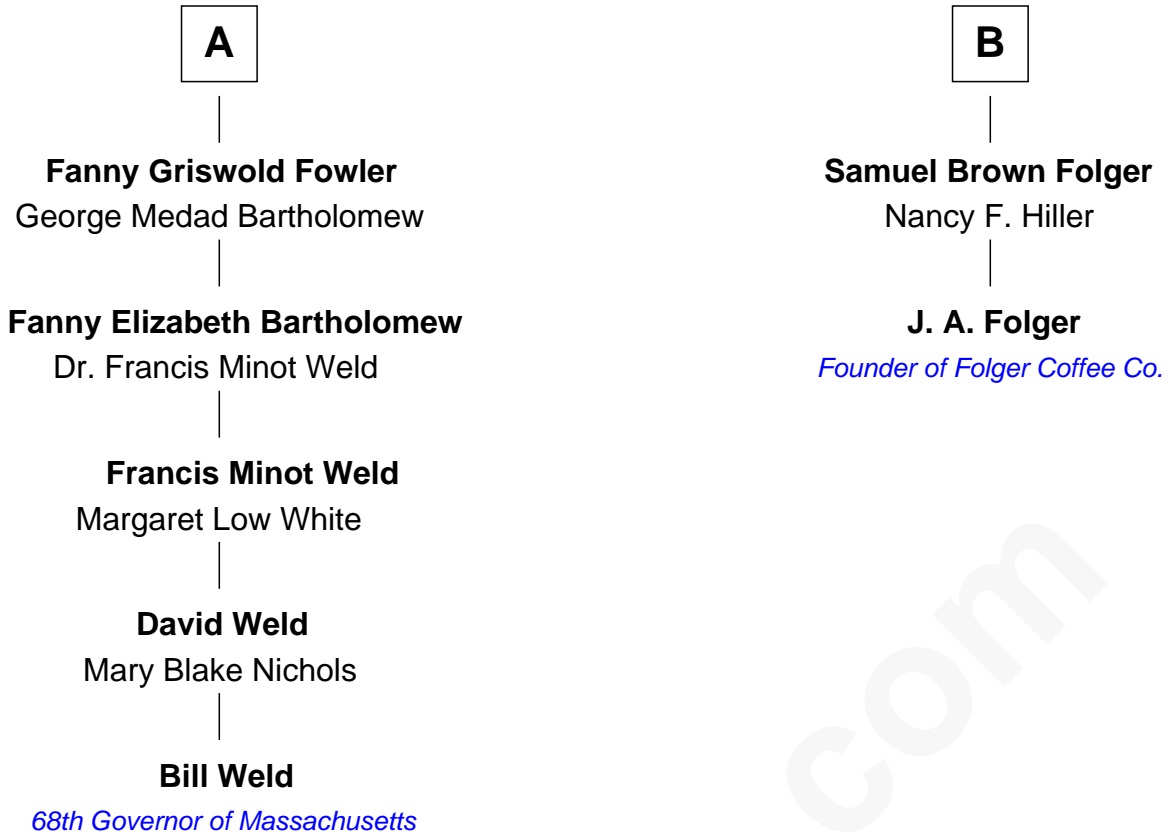 A
Fanny Griswold Fowler
George Medad Bartholomew
Fanny Elizabeth Bartholomew
Dr. Francis Minot Weld
Francis Minot Weld
Margaret Low White
David Weld
Mary Blake Nichols
Bill Weld
68th Governor of Massachusetts
B
Samuel Brown Folger
Nancy F. Hiller
J. A. Folger
Founder of Folger Coffee Co.
com